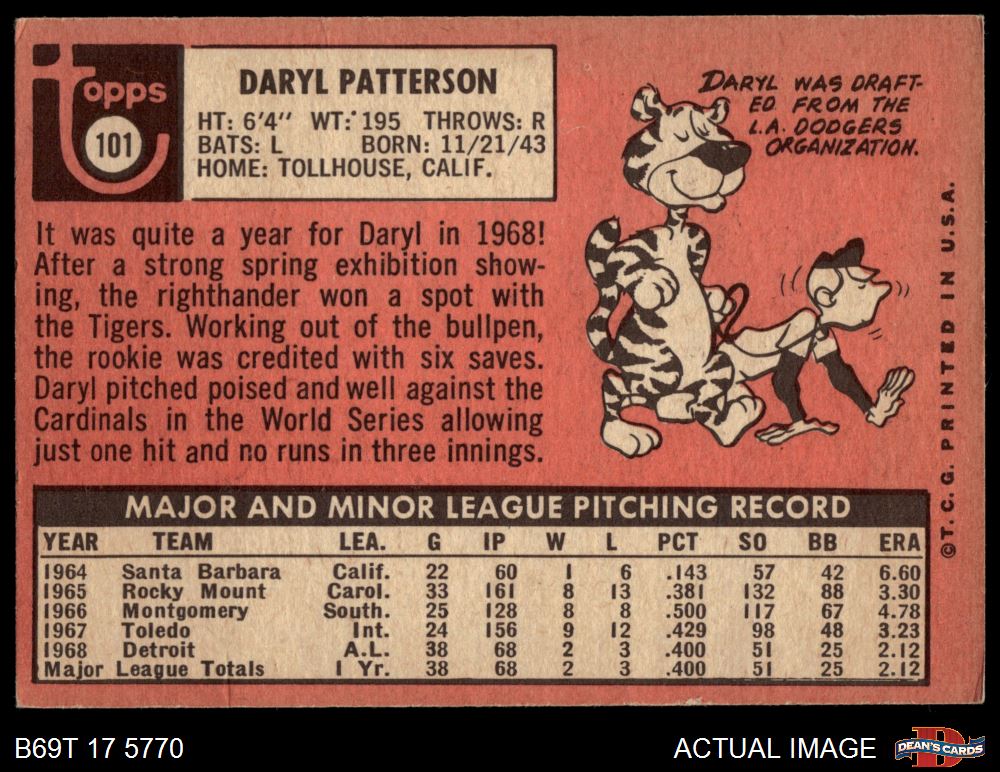 Topps
101
DARYL PATTERSON
HT: 6'4" WT: 195 THROWS: R
BATS: L BORN: 11/21/43
HOME: TOLLHOUSE, CALIF.
It was quite a year for Daryl in 1968!
After a strong spring exhibition show-
ing, the righthander won a spot with
the Tigers. Working out of the bullpen,
the rookie was credited with six saves.
Daryl pitched poised and well against the
Cardinals in the World Series allowing
just one hit and no runs in three innings.
DARYL WAS DRAFT-
ED FROM THE
L.A. DODGERS
ORGANIZATION.
©T.C.G. PRINTED IN U.S.A.
MAJOR AND MINOR LEAGUE PITCHING RECORD
YEAR TEAM LEA. G IP W L PCT SO BB ERA
1964 Santa Barbara Calif. 22 60 1 6 .143 57 42 6.60
1965 Rocky Mount Carol. 33 161 8 13 .381 132 88 3.30
1966 Montgomery South. 25 128 8 8 .500 117 67 4.78
1967 Toledo Int. 24 156 9 12 .429 98 48 3.23
1968 Detroit A.L. 38 68 2 3 .400 51 25 2.12
Major League Totals 1 Yr. 38 68 2 3 .400 51 25 2.12
B69T 17 5770
ACTUAL IMAGE
D
DEAN'S CARDS